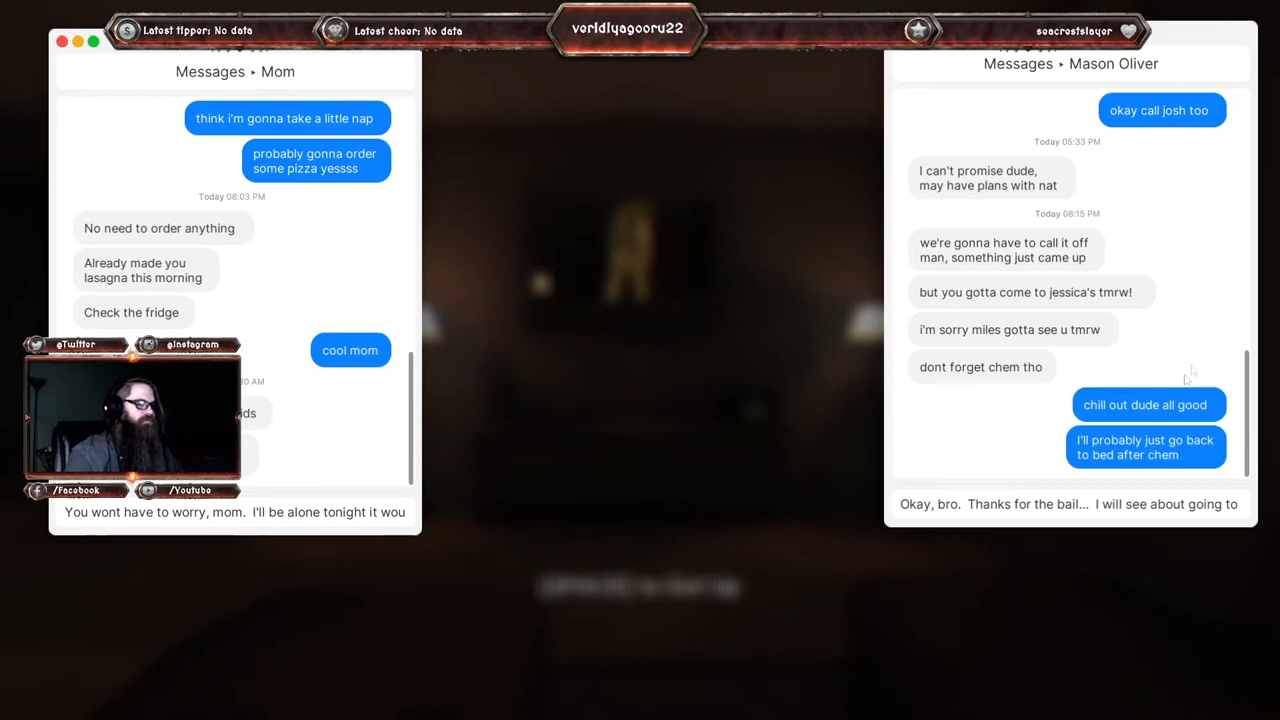 Latest tipper: No data
Latest cheer: No data
verldlyagooru22
seacrestslayer
Messages ▸ Mom
think i'm gonna take a little nap
probably gonna order
some pizza yessss
Today 08:03 PM
No need to order anything
Already made you
lasagna this morning
Check the fridge
cool mom
30 AM
ids
You wont have to worry, mom. I'll be alone tonight it wou
@Twitter
@Instagram
/Facebook
/Youtube
Messages ▸ Mason Oliver
okay call josh too
Today 05:33 PM
I can't promise dude,
may have plans with nat
Today 08:15 PM
we're gonna have to call it off
man, something just came up
but you gotta come to jessica's tmrw!
i'm sorry miles gotta see u tmrw
dont forget chem tho
chill out dude all good
I'll probably just go back
to bed after chem
Okay, bro. Thanks for the bail... I will see about going to